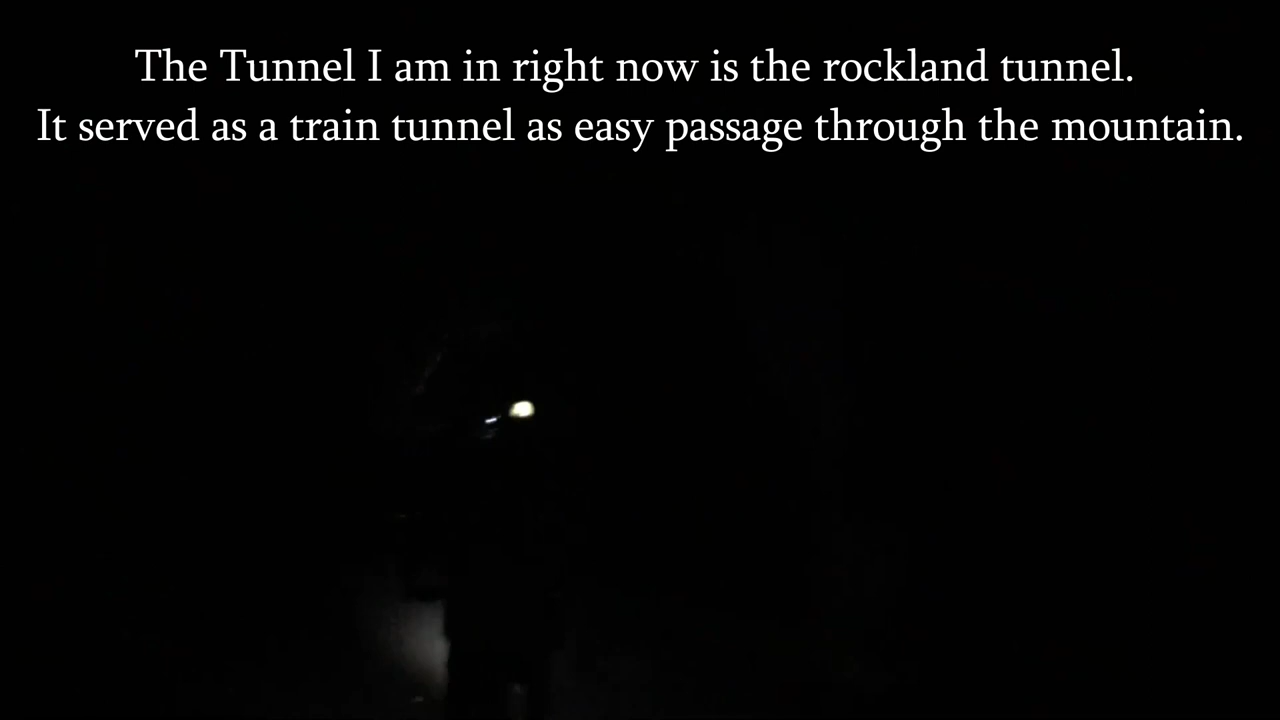 The Tunnel I am in right now is the rockland tunnel.
It served as a train tunnel as easy passage through the mountain.